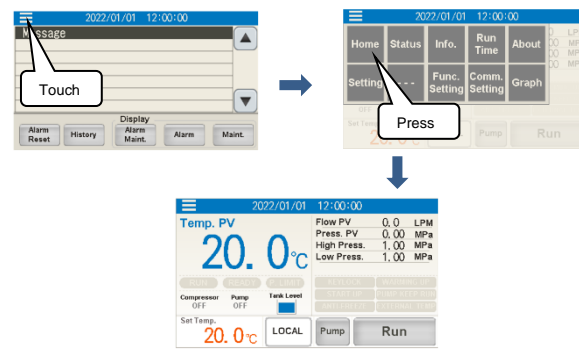 2022/01/01 12:00:00
Message
Touch
Display
Alarm Reset
History
Alarm Maint.
Alarm
Maint.
2022/01/01 12:00:00
Home Status Info. Run Time About
Setting --- Func. Setting Comm. Setting Graph
OFF
Press
Pump
Run
2022/01/01 12:00:00
Temp. PV
20.0℃
Flow PV 0.0 LPM
Press. PV 0.00 MPa
High Press. 1.00 MPa
Low Press. 1.00 MPa
RUN READY
Compressor OFF
Pump OFF
Tank Level
Set Temp.
20.0℃
LOCAL
Pump
Run